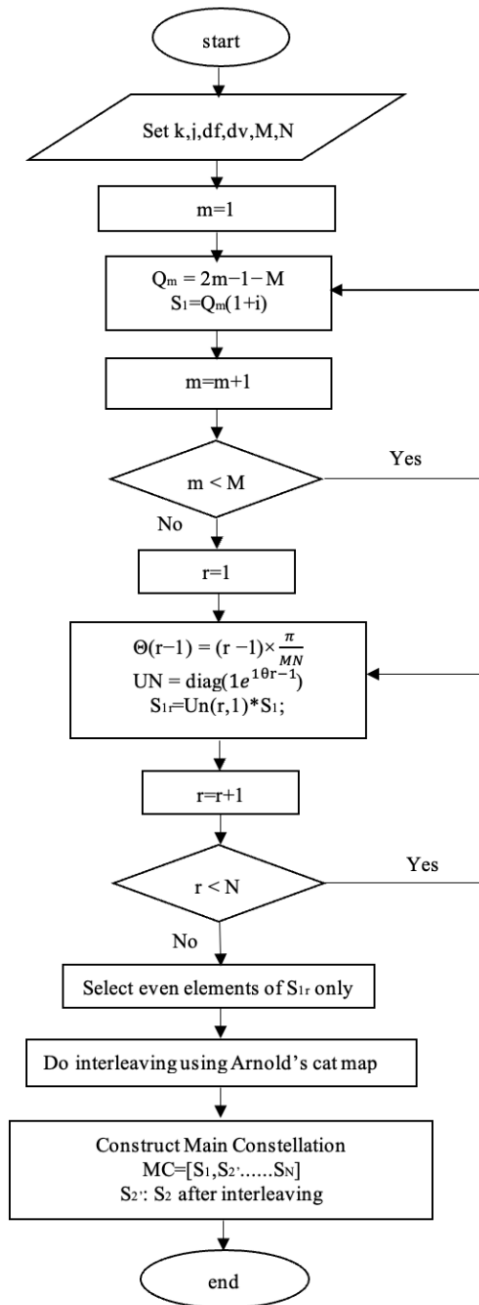 start
Set k,j,df,dv,M,N
m=1
Qm = 2m−1−M
S1=Qm(1+i)
m=m+1
m < M
Yes
No
r=1
Θ(r−1) = (r −1)× π/MN
UN = diag(1e^1θr−1)
S1r=Un(r,1)*S1;
r=r+1
r < N
Yes
No
Select even elements of S1r only
Do interleaving using Arnold's cat map
Construct Main Constellation
MC=[S1,S2'......SN]
S2': S2 after interleaving
end